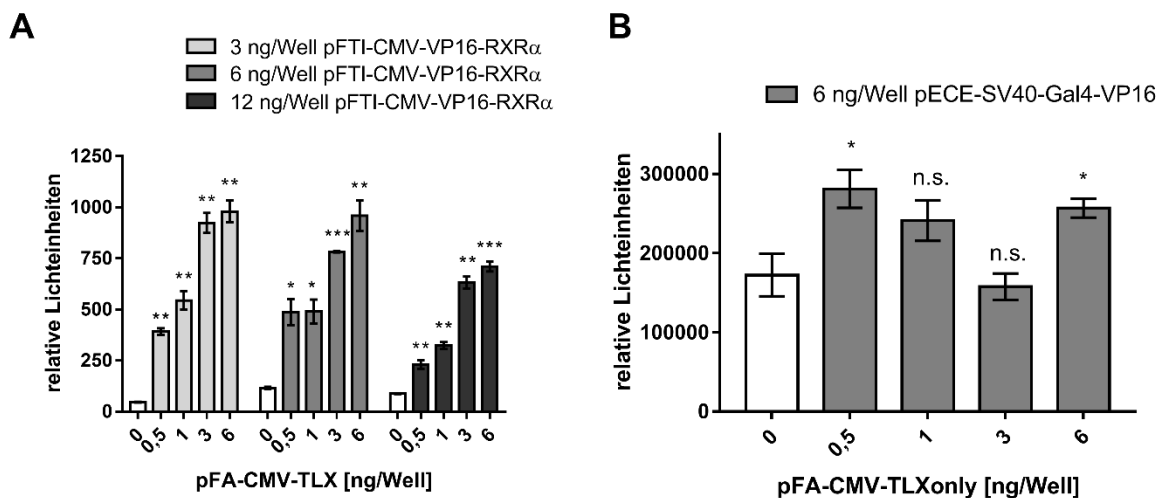 A
3 ng/Well pFTI-CMV-VP16-RXRα
6 ng/Well pFTI-CMV-VP16-RXRα
12 ng/Well pFTI-CMV-VP16-RXRα
relative Lichteinheiten
1250
1000
750
500
250
0
** ** ** **
* * *** **
** ** ** ***
0 0,5 1 3 6 0 0,5 1 3 6 0 0,5 1 3 6
pFA-CMV-TLX [ng/Well]
B
6 ng/Well pECE-SV40-Gal4-VP16
relative Lichteinheiten
300000
200000
100000
0
* n.s. n.s. *
0 0,5 1 3 6
pFA-CMV-TLXonly [ng/Well]